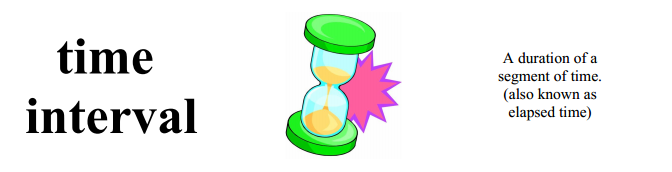 time
interval
A duration of a
segment of time.
(also known as
elapsed time)